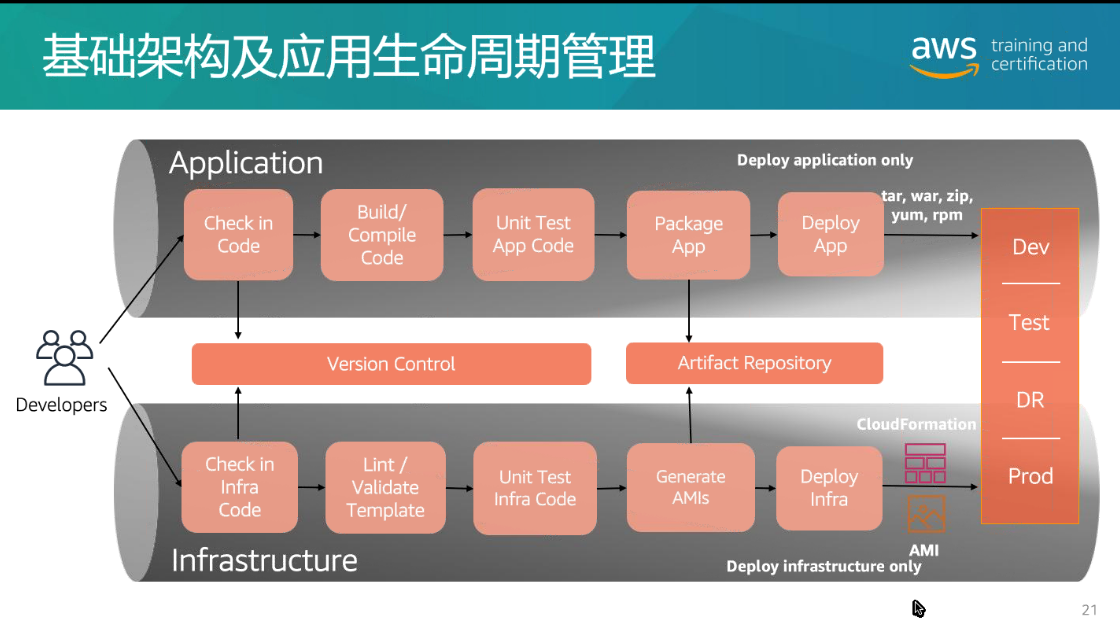 基础架构及应用生命周期管理
aws
training and
certification
Application
Deploy application only
Check in
Code
Build/
Compile
Code
Unit Test
App Code
Package
App
Deploy
App
tar, war, zip,
yum, rpm
Dev
Test
DR
Prod
Developers
Version Control
Artifact Repository
CloudFormation
Check in
Infra
Code
Lint /
Validate
Template
Unit Test
Infra Code
Generate
AMIs
Deploy
Infra
AMI
Infrastructure
Deploy infrastructure only
21